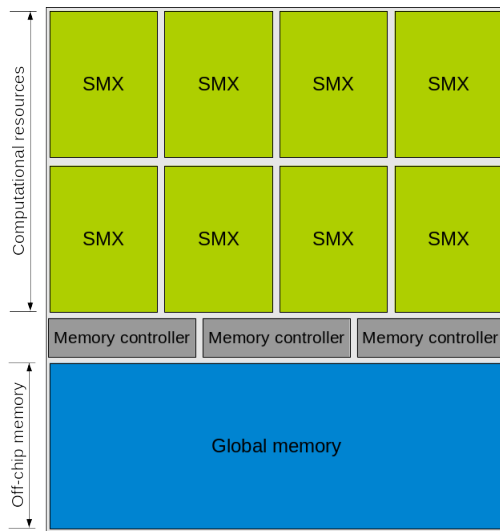 Computational resources
SMX SMX SMX SMX
SMX SMX SMX SMX
Memory controller Memory controller Memory controller
Off-chip memory
Global memory